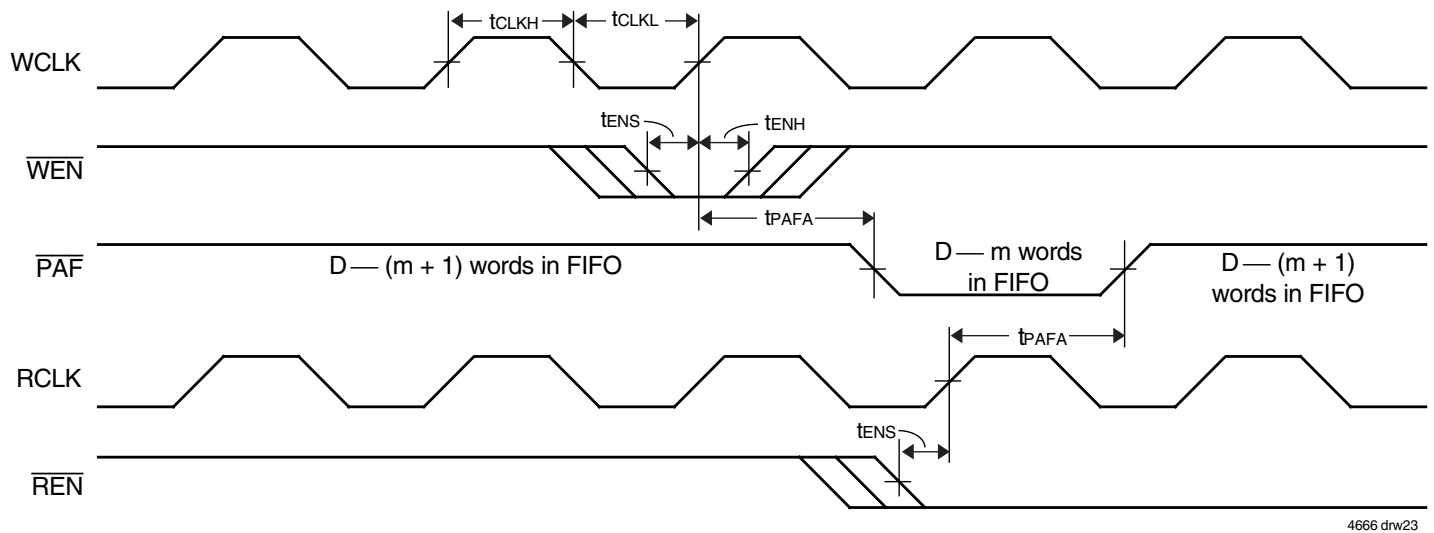 tCLKH
tCLKL
WCLK
tENS
tENH
WEN
tPAFA
PAF
D — (m + 1) words in FIFO
D — m words
in FIFO
D — (m + 1)
words in FIFO
tPAFA
RCLK
tENS
REN
4666 drw23